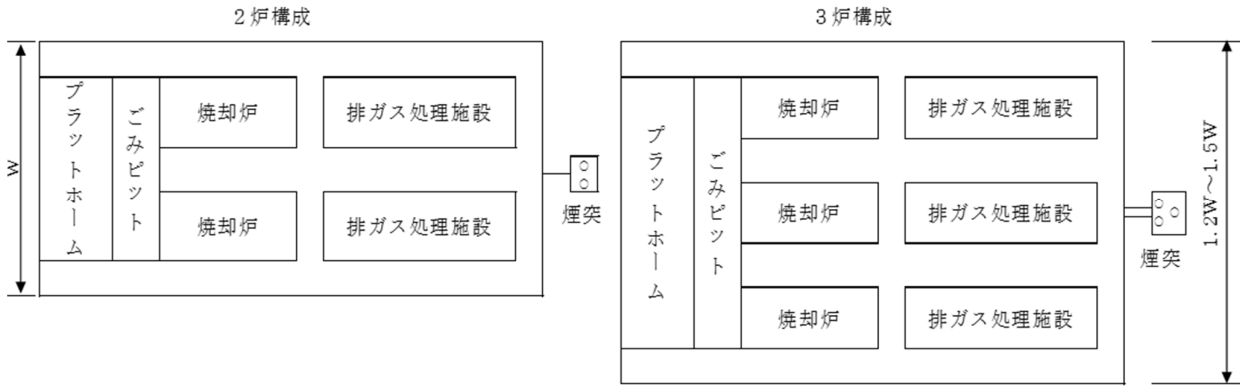 2炉構成
W
プラットホーム
ごみピット
焼却炉
排ガス処理施設
焼却炉
排ガス処理施設
煙突
3炉構成
プラットホーム
ごみピット
焼却炉
排ガス処理施設
焼却炉
排ガス処理施設
焼却炉
排ガス処理施設
煙突
1.2W~1.5W